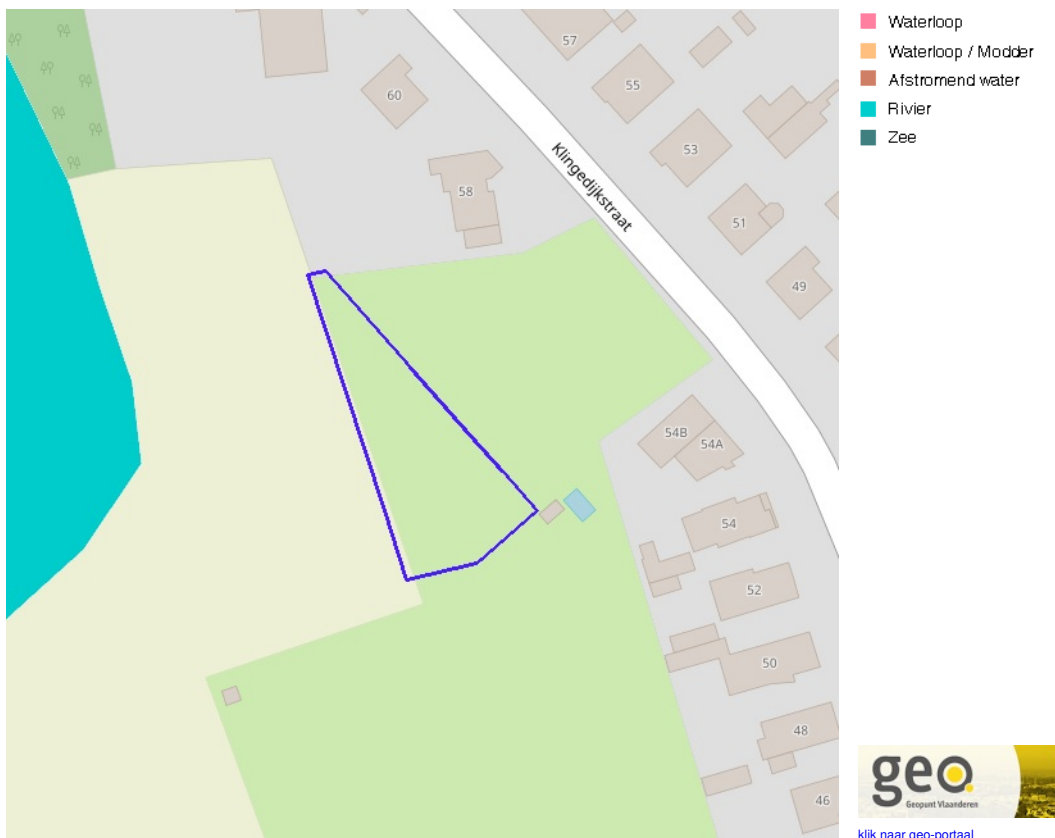 57
55
60
53
Klingedijkstraat
58
51
49
54B
54A
54
52
50
48
46
Waterloop
Waterloop / Modder
Afstromend water
Rivier
Zee
geo.
Geopunt Vlaanderen
klik naar geo-portaal